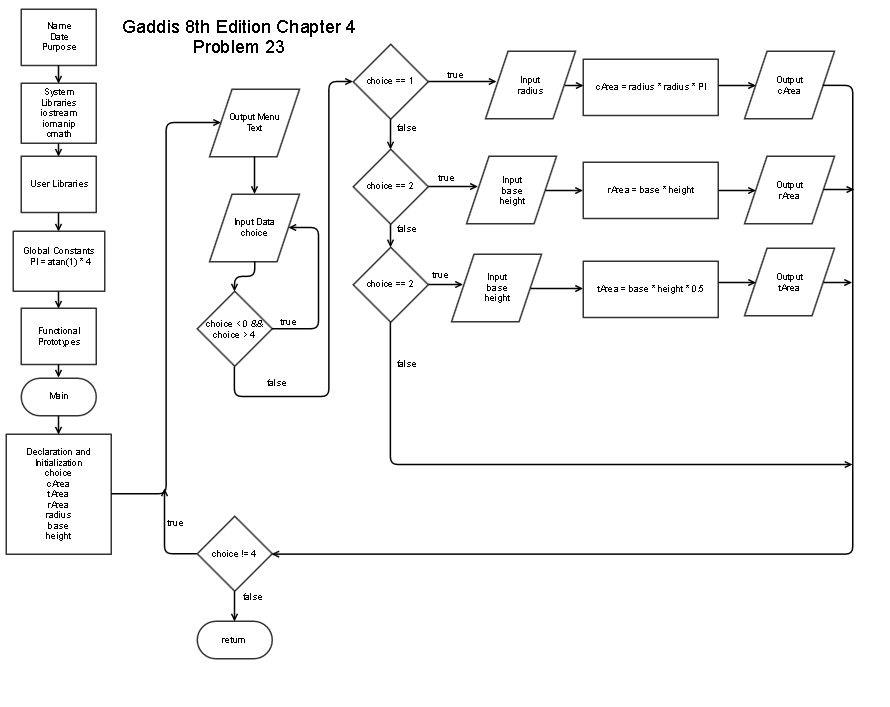 Gaddis 8th Edition Chapter 4
Problem 23
Name
Date
Purpose
System
Libraries
iostream
iomanip
cmath
User Libraries
Global Constants
PI = atan(1) * 4
Functional
Prototypes
Main
Declaration and
Initialization
choice
cArea
tArea
rArea
radius
base
height
Output Menu
Text
Input Data
choice
choice < 0 &&
choice > 4
true
false
choice == 1
true
Input
radius
cArea = radius * radius * PI
Output
cArea
false
choice == 2
true
Input
base
height
rArea = base * height
Output
rArea
false
choice == 2
true
Input
base
height
tArea = base * height * 0.5
Output
tArea
false
choice != 4
true
false
return